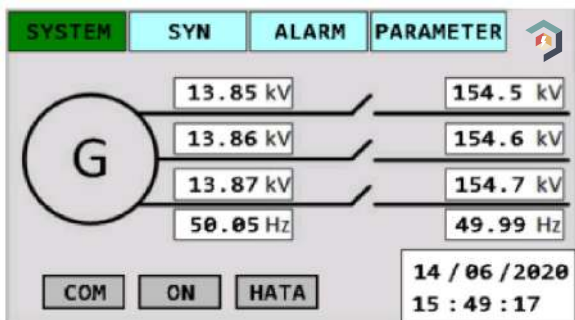 SYSTEM SYN ALARM PARAMETER
13.85 kV 154.5 kV
13.86 kV 154.6 kV
G
13.87 kV 154.7 kV
50.05 Hz 49.99 Hz
COM ON HATA
14 / 06 / 2020
15 : 49 : 17